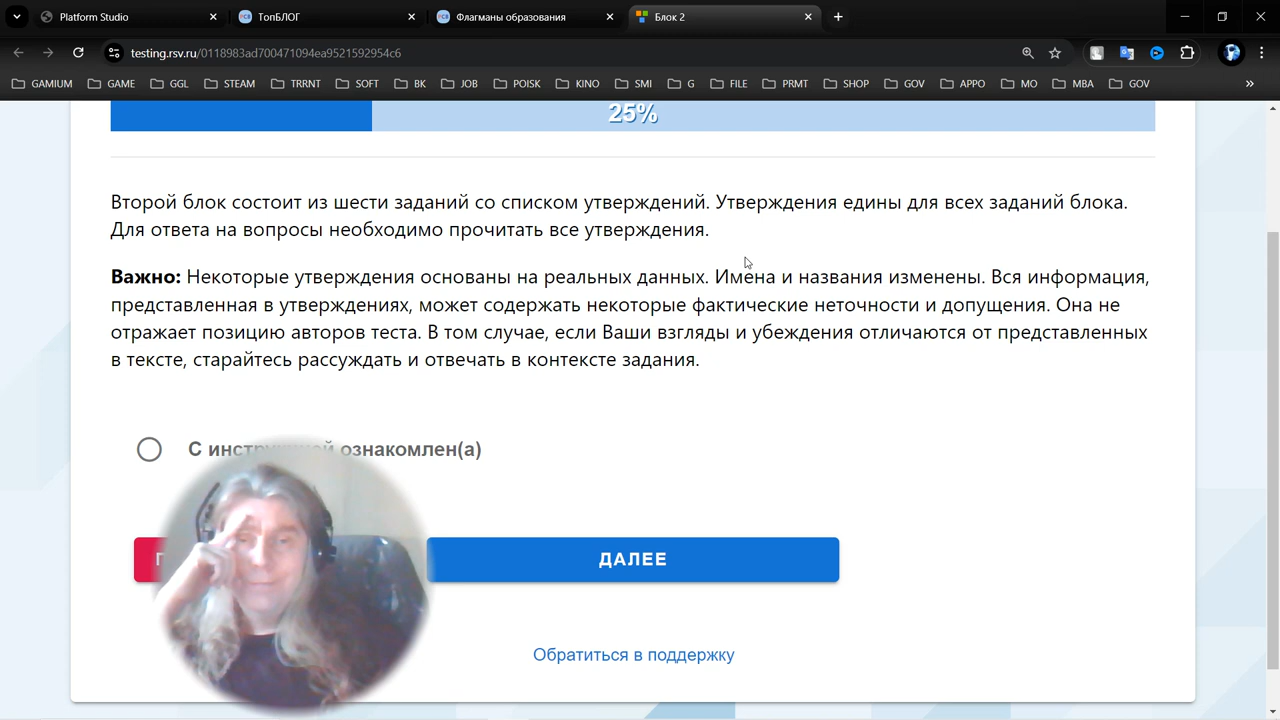 Platform Studio
ТопБЛОГ
Флагманы образования
Блок 2
testing.rsv.ru/0118983ad700471094ea9521592954c6
GAMIUM GAME GGL STEAM TRRNT SOFT BK JOB POISK KINO SMI G FILE PRMT SHOP GOV APPO MO MBA GOV
25%
Второй блок состоит из шести заданий со списком утверждений. Утверждения едины для всех заданий блока.
Для ответа на вопросы необходимо прочитать все утверждения.
Важно: Некоторые утверждения основаны на реальных данных. Имена и названия изменены. Вся информация,
представленная в утверждениях, может содержать некоторые фактические неточности и допущения. Она не
отражает позицию авторов теста. В том случае, если Ваши взгляды и убеждения отличаются от представленных
в тексте, старайтесь рассуждать и отвечать в контексте задания.
С инструкцией ознакомлен(а)
ДАЛЕЕ
Обратиться в поддержку